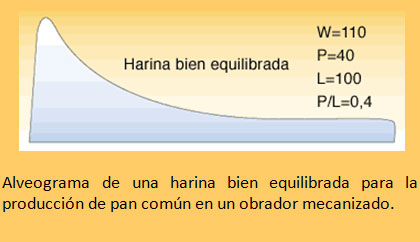 W=110
P=40
Harina bien equilibrada
L=100
P/L=0,4
Alveograma de una harina bien equilibrada para la
producción de pan común en un obrador mecanizado.